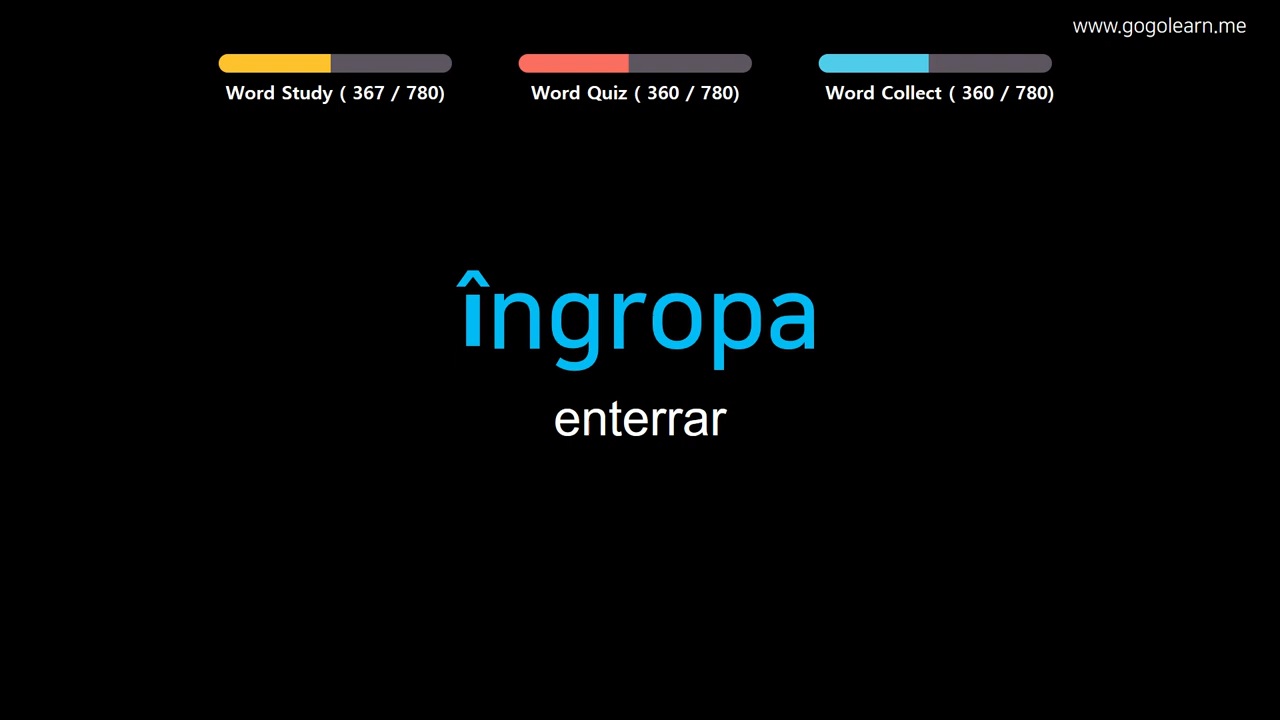 www.gogolearn.me
Word Study ( 367 / 780)
Word Quiz ( 360 / 780)
Word Collect ( 360 / 780)
îngropa
enterrar